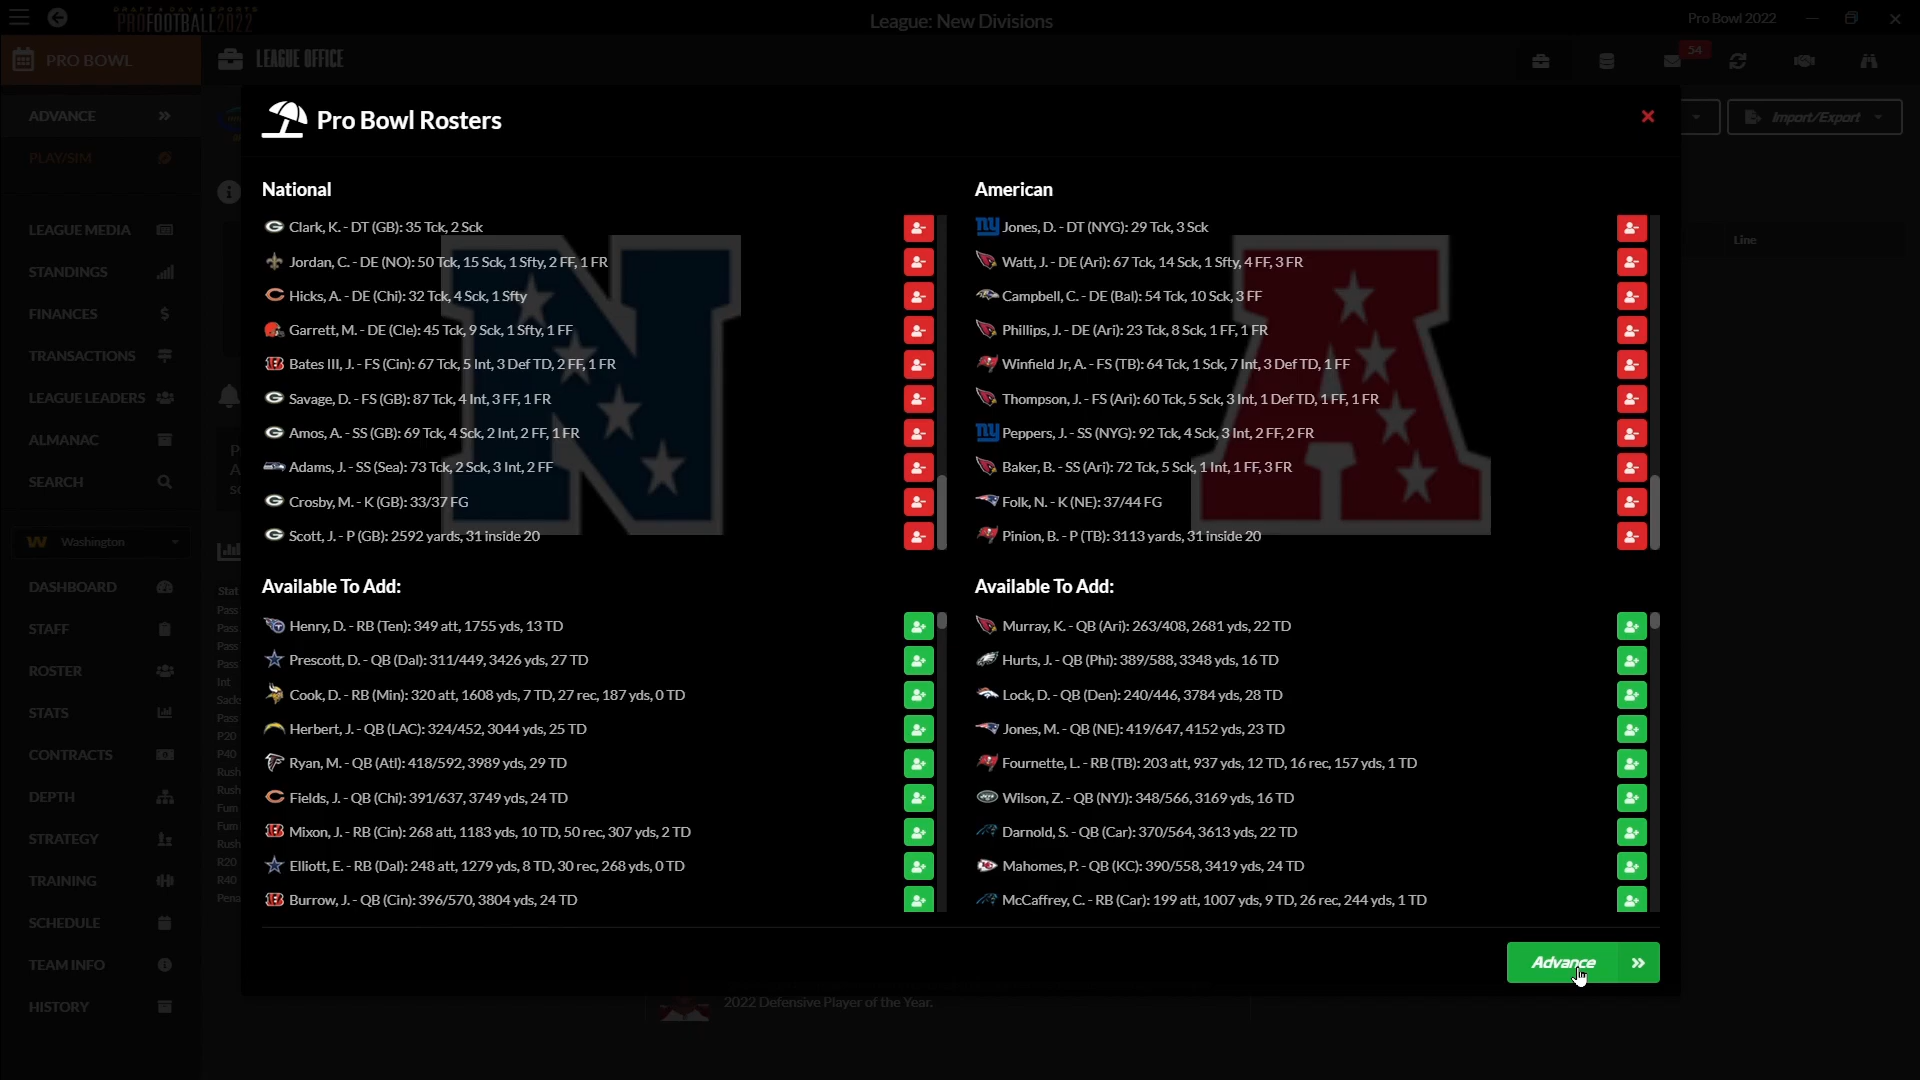 DRAFT • DAY • SPORTS
PROFOOTBALL2022
League: New Divisions
Pro Bowl 2022
PRO BOWL
LEAGUE OFFICE
54
ADVANCE
PLAY/SIM
LEAGUE MEDIA
STANDINGS
FINANCES
TRANSACTIONS
LEAGUE LEADERS
ALMANAC
SEARCH
Washington
DASHBOARD
STAFF
ROSTER
STATS
CONTRACTS
DEPTH
STRATEGY
TRAINING
SCHEDULE
TEAM INFO
HISTORY
Import/Export
Line
Stat
Pass
Pass
Pass
Pass
Int
Sacks
Pass
P20
P40
Rush
Rush
Fum
Fum
Rush
R20
R40
Pena
Pro Bowl Rosters
National
Clark, K. - DT (GB): 35 Tck, 2 Sck
Jordan, C. - DE (NO): 50 Tck, 15 Sck, 1 Sfty, 2 FF, 1 FR
Hicks, A. - DE (Chi): 32 Tck, 4 Sck, 1 Sfty
Garrett, M. - DE (Cle): 45 Tck, 9 Sck, 1 Sfty, 1 FF
Bates III, J. - FS (Cin): 67 Tck, 5 Int, 3 Def TD, 2 FF, 1 FR
Savage, D. - FS (GB): 87 Tck, 4 Int, 3 FF, 1 FR
Amos, A. - SS (GB): 69 Tck, 4 Sck, 2 Int, 2 FF, 1 FR
Adams, J. - SS (Sea): 73 Tck, 2 Sck, 3 Int, 2 FF
Crosby, M. - K (GB): 33/37 FG
Scott, J. - P (GB): 2592 yards, 31 inside 20
Available To Add:
Henry, D. - RB (Ten): 349 att, 1755 yds, 13 TD
Prescott, D. - QB (Dal): 311/449, 3426 yds, 27 TD
Cook, D. - RB (Min): 320 att, 1608 yds, 7 TD, 27 rec, 187 yds, 0 TD
Herbert, J. - QB (LAC): 324/452, 3044 yds, 25 TD
Ryan, M. - QB (Atl): 418/592, 3989 yds, 29 TD
Fields, J. - QB (Chi): 391/637, 3749 yds, 24 TD
Mixon, J. - RB (Cin): 268 att, 1183 yds, 10 TD, 50 rec, 307 yds, 2 TD
Elliott, E. - RB (Dal): 248 att, 1279 yds, 8 TD, 30 rec, 268 yds, 0 TD
Burrow, J. - QB (Cin): 396/570, 3804 yds, 24 TD
American
Jones, D. - DT (NYG): 29 Tck, 3 Sck
Watt, J. - DE (Ari): 67 Tck, 14 Sck, 1 Sfty, 4 FF, 3 FR
Campbell, C. - DE (Bal): 54 Tck, 10 Sck, 3 FF
Phillips, J. - DE (Ari): 23 Tck, 8 Sck, 1 FF, 1 FR
Winfield Jr, A. - FS (TB): 64 Tck, 1 Sck, 7 Int, 3 Def TD, 1 FF
Thompson, J. - FS (Ari): 60 Tck, 5 Sck, 3 Int, 1 Def TD, 1 FF, 1 FR
Peppers, J. - SS (NYG): 92 Tck, 4 Sck, 3 Int, 2 FF, 2 FR
Baker, B. - SS (Ari): 72 Tck, 5 Sck, 1 Int, 1 FF, 3 FR
Folk, N. - K (NE): 37/44 FG
Pinion, B. - P (TB): 3113 yards, 31 inside 20
Available To Add:
Murray, K. - QB (Ari): 263/408, 2681 yds, 22 TD
Hurts, J. - QB (Phi): 389/588, 3348 yds, 16 TD
Lock, D. - QB (Den): 240/446, 3784 yds, 28 TD
Jones, M. - QB (NE): 419/647, 4152 yds, 23 TD
Fournette, L. - RB (TB): 203 att, 937 yds, 12 TD, 16 rec, 157 yds, 1 TD
Wilson, Z. - QB (NYJ): 348/566, 3169 yds, 16 TD
Darnold, S. - QB (Car): 370/564, 3613 yds, 22 TD
Mahomes, P. - QB (KC): 390/558, 3419 yds, 24 TD
McCaffrey, C. - RB (Car): 199 att, 1007 yds, 9 TD, 26 rec, 244 yds, 1 TD
Advance
2022 Defensive Player of the Year.